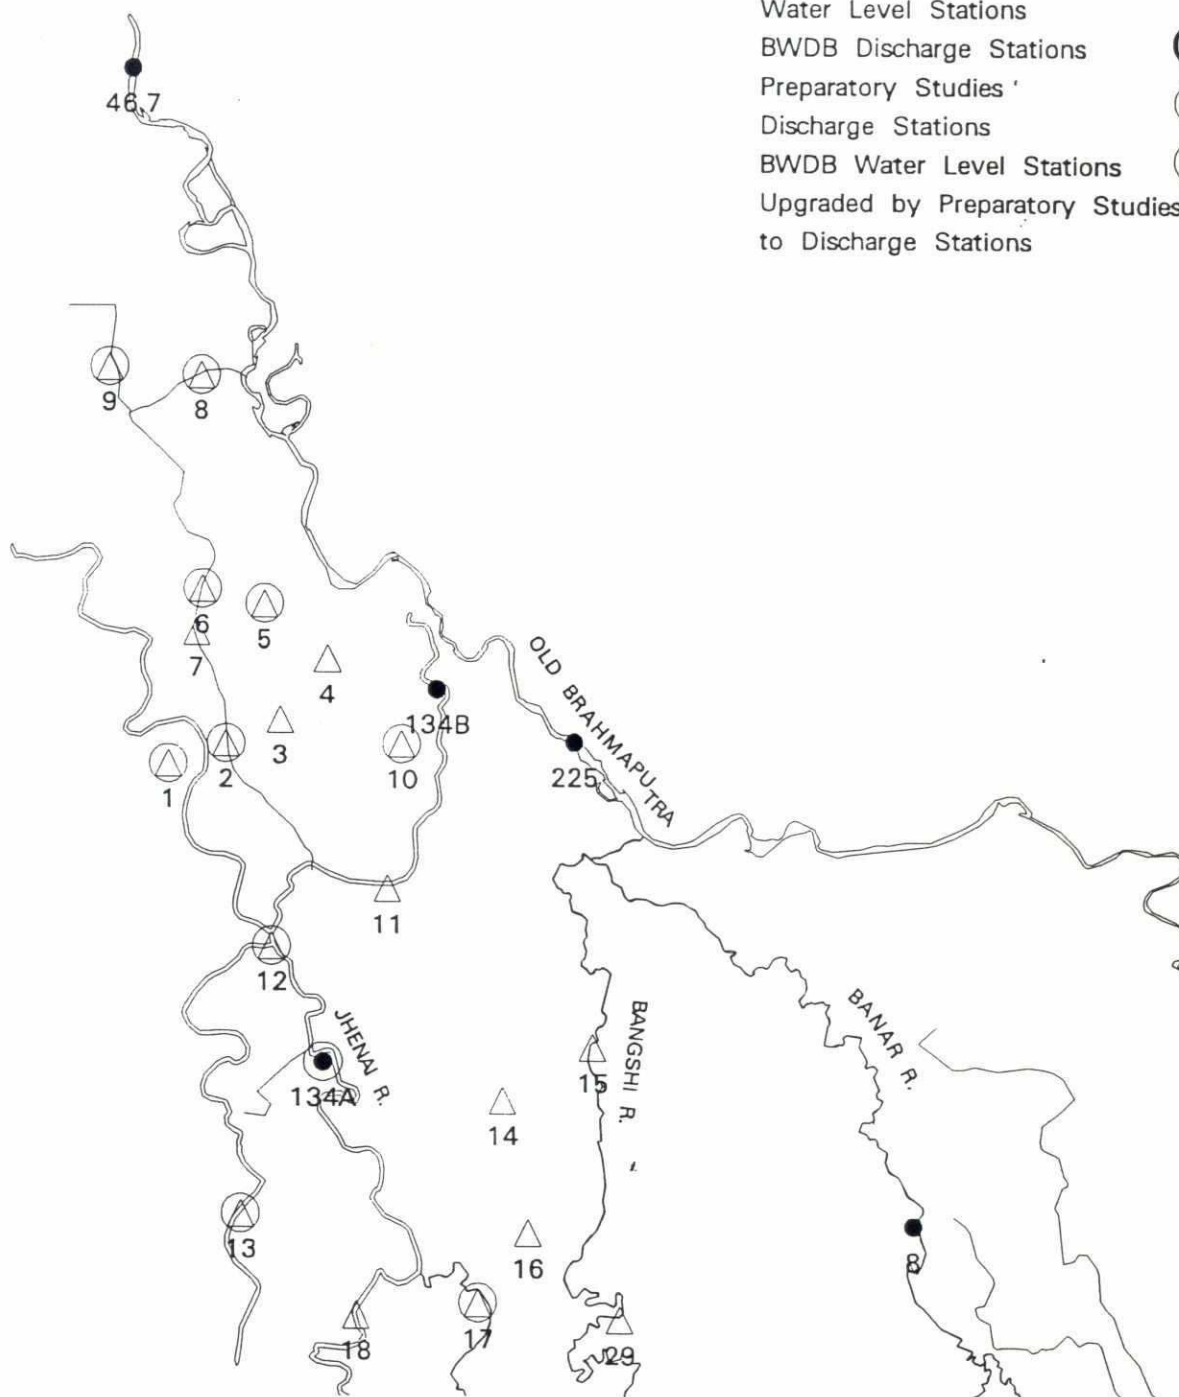 Water Level Stations
BWDB Discharge Stations
Preparatory Studies '
Discharge Stations
BWDB Water Level Stations
Upgraded by Preparatory Studies
to Discharge Stations
46.7
9
8
6
5
7
4
3
134B
10
2
1
225
OLD BRAHMAPUTRA
11
12
JHENAI R.
134A
BANGSHI R.
BANAR R.
15
14
13
16
8
18
17
29